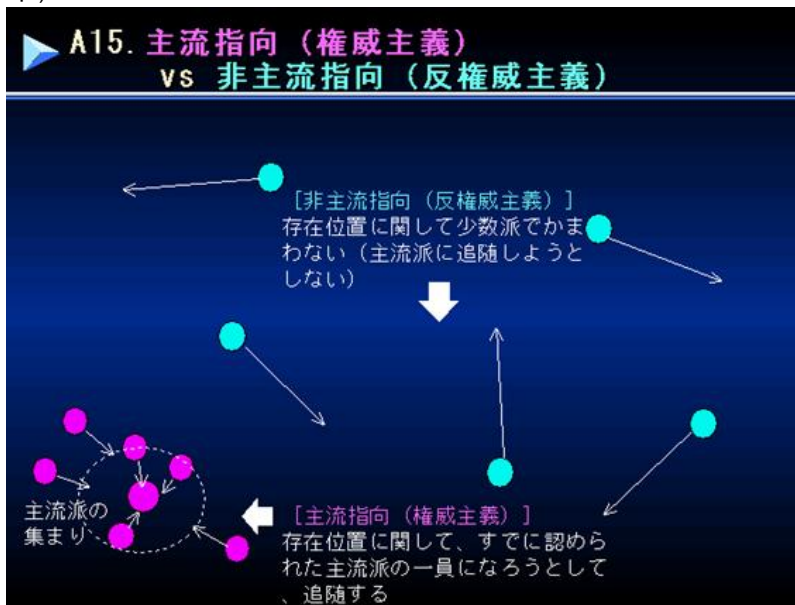 A15. 主流指向（権威主義）
vs 非主流指向（反権威主義）
［非主流指向（反権威主義）］
存在位置に関して少数派でかま
わない（主流派に追随しようと
しない）
主流派の
集まり
［主流指向（権威主義）］
存在位置に関して、すでに認めら
れた主流派の一員になろうとして
、追随する